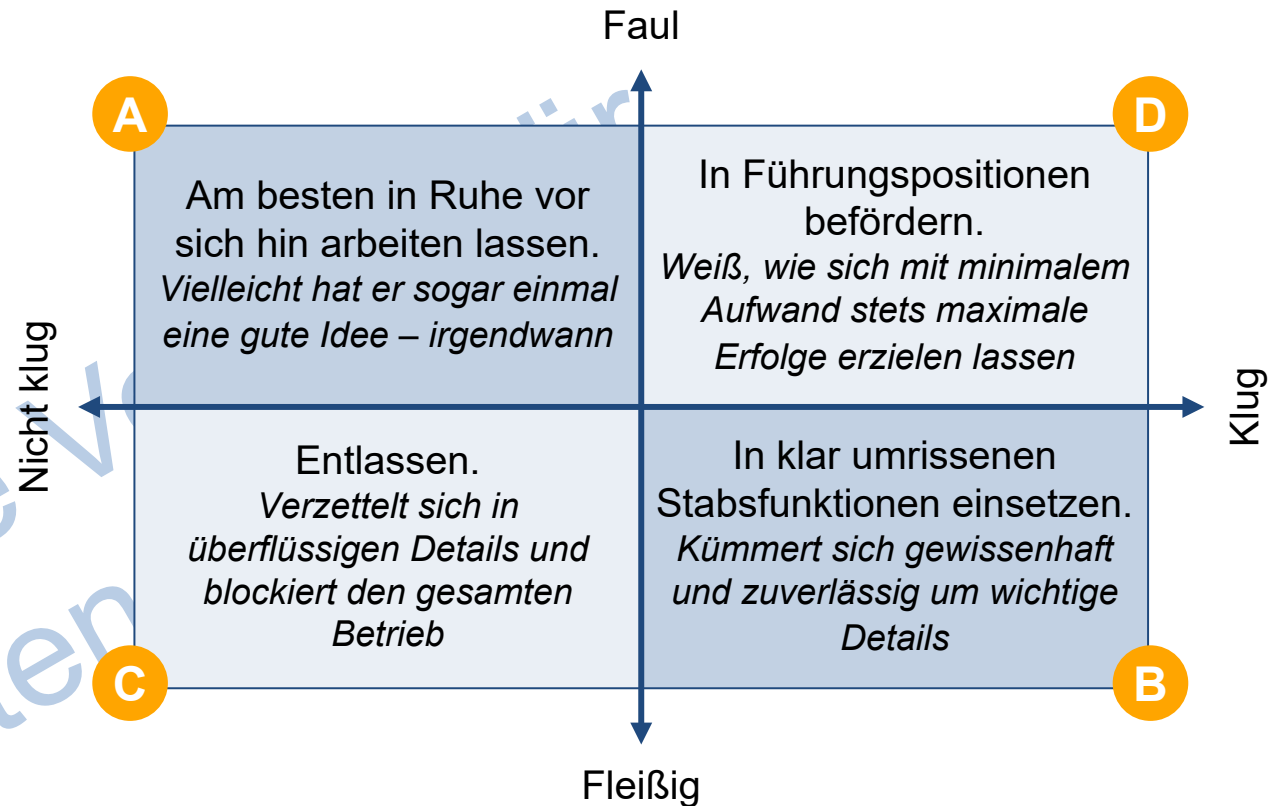 Faul
A
D
Am besten in Ruhe vor
sich hin arbeiten lassen.
Vielleicht hat er sogar einmal
eine gute Idee – irgendwann
In Führungspositionen
befördern.
Weiß, wie sich mit minimalem
Aufwand stets maximale
Erfolge erzielen lassen
Nicht klug
Klug
Entlassen.
Verzettelt sich in
überflüssigen Details und
blockiert den gesamten
Betrieb
In klar umrissenen
Stabsfunktionen einsetzen.
Kümmert sich gewissenhaft
und zuverlässig um wichtige
Details
C
B
Fleißig